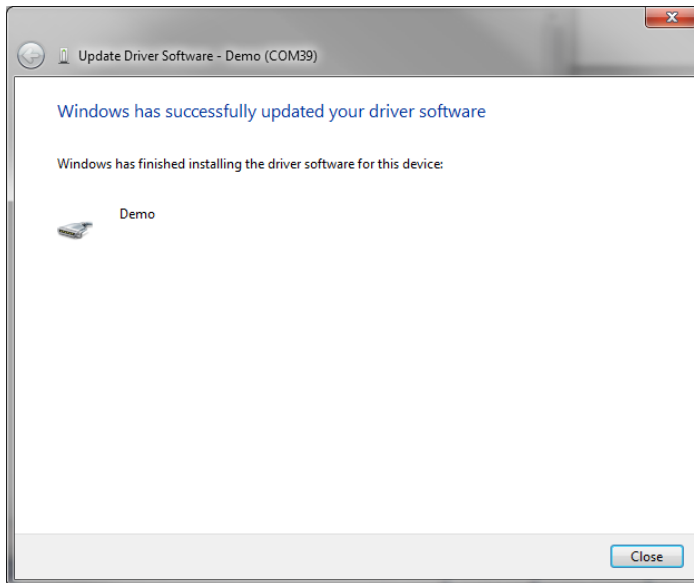 Update Driver Software - Demo (COM39)
Windows has successfully updated your driver software
Windows has finished installing the driver software for this device:
Demo
Close